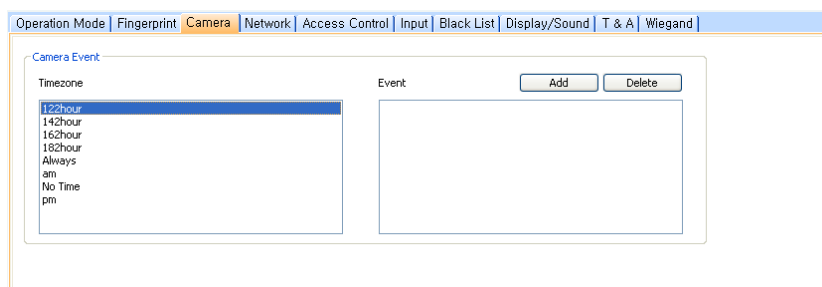 Operation Mode Fingerprint Camera Network Access Control Input Black List Display/Sound T & A Wiegand
Camera Event
Timezone Event Add Delete
122hour
142hour
162hour
182hour
Always
am
No Time
pm